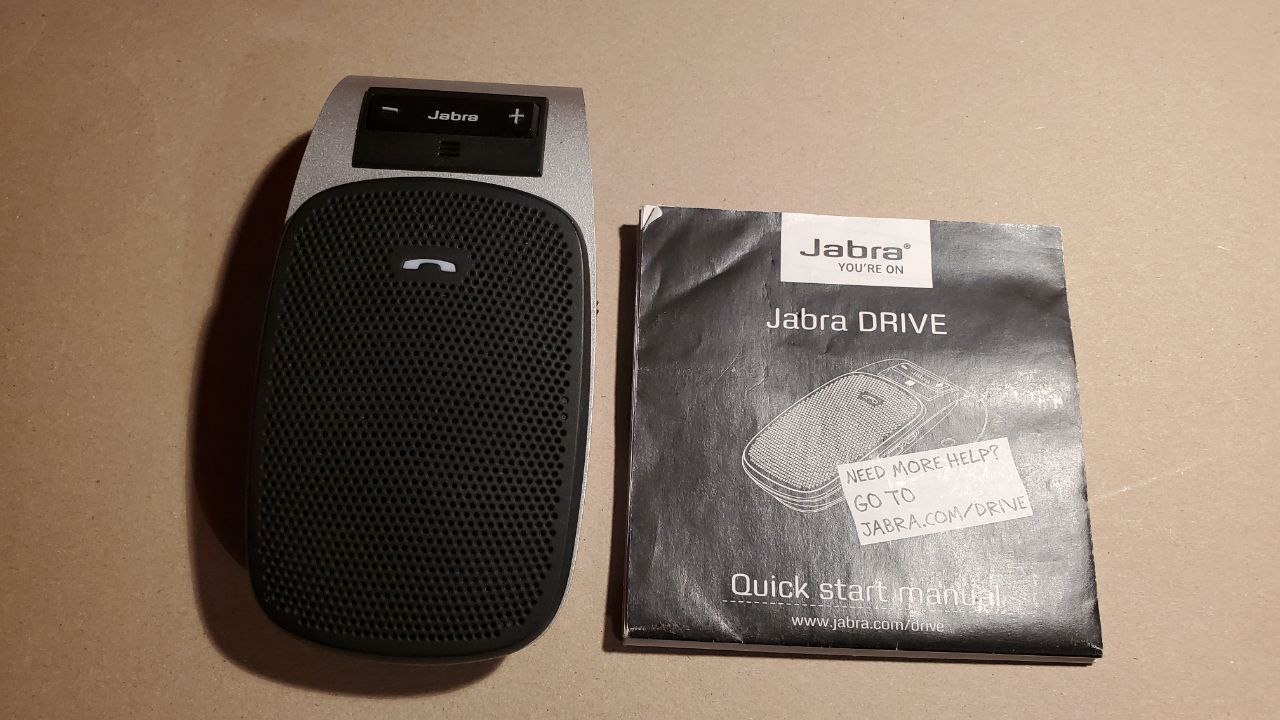 - Jabra +
Jabra®
YOU'RE ON
Jabra DRIVE
NEED MORE HELP?
GO TO
JABRA.COM/DRIVE
Quick start manual
www.jabra.com/drive